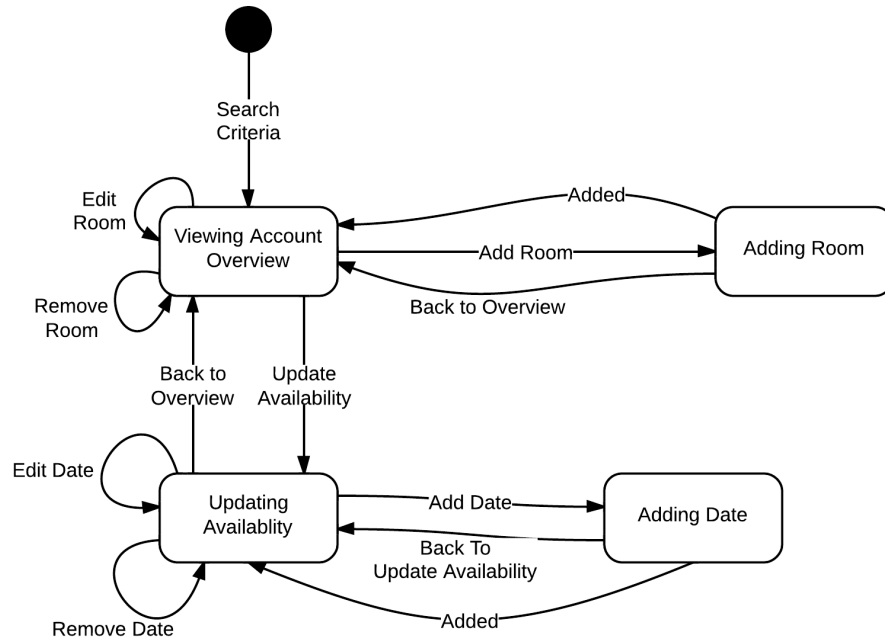 Search
Criteria
Edit
Room
Added
Viewing Account
Overview
Add Room
Adding Room
Remove
Room
Back to Overview
Back to
Overview
Update
Availability
Edit Date
Updating
Availablity
Add Date
Adding Date
Back To
Update Availability
Remove Date
Added